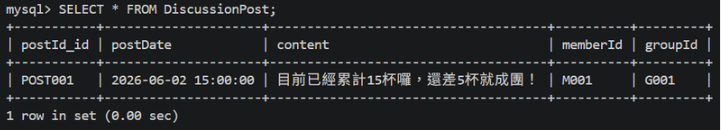 mysql> SELECT * FROM DiscussionPost;
+-----------+---------------------+-----------------------------------+----------+---------+
| postId_id | postDate            | content                           | memberId | groupId |
+-----------+---------------------+-----------------------------------+----------+---------+
| POST001   | 2026-06-02 15:00:00 | 目前已經累計15杯囉，還差5杯就成團！ | M001     | G001    |
+-----------+---------------------+-----------------------------------+----------+---------+
1 row in set (0.00 sec)